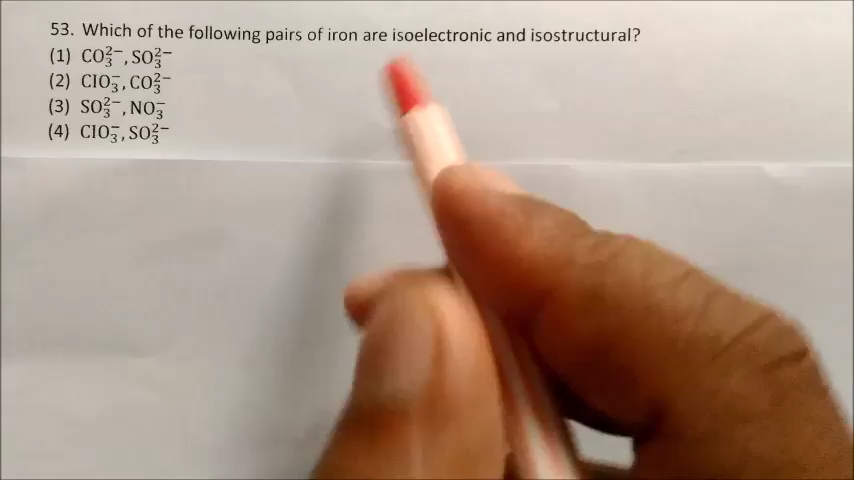 53. Which of the following pairs of iron are isoelectronic and isostructural?
(1) CO₃²⁻, SO₃²⁻
(2) ClO₃⁻, CO₃²⁻
(3) SO₃²⁻, NO₃⁻
(4) ClO₃⁻, SO₃²⁻